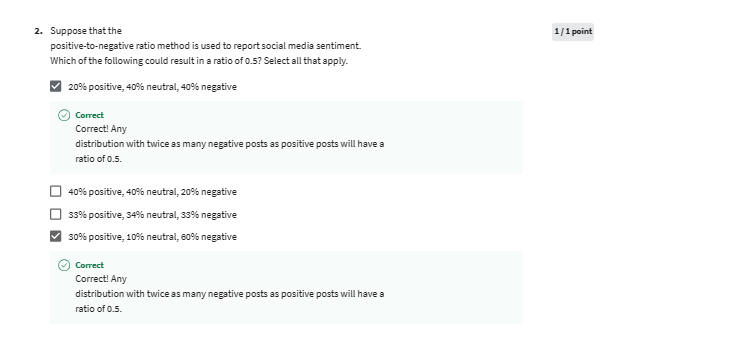 2. Suppose that the
1 / 1 point
positive-to-negative ratio method is used to report social media sentiment.
Which of the following could result in a ratio of 0.5? Select all that apply.
20% positive, 40% neutral, 40% negative
Correct
Correct! Any
distribution with twice as many negative posts as positive posts will have a
ratio of 0.5.
40% positive, 40% neutral, 20% negative
33% positive, 34% neutral, 33% negative
30% positive, 10% neutral, 60% negative
Correct
Correct! Any
distribution with twice as many negative posts as positive posts will have a
ratio of 0.5.